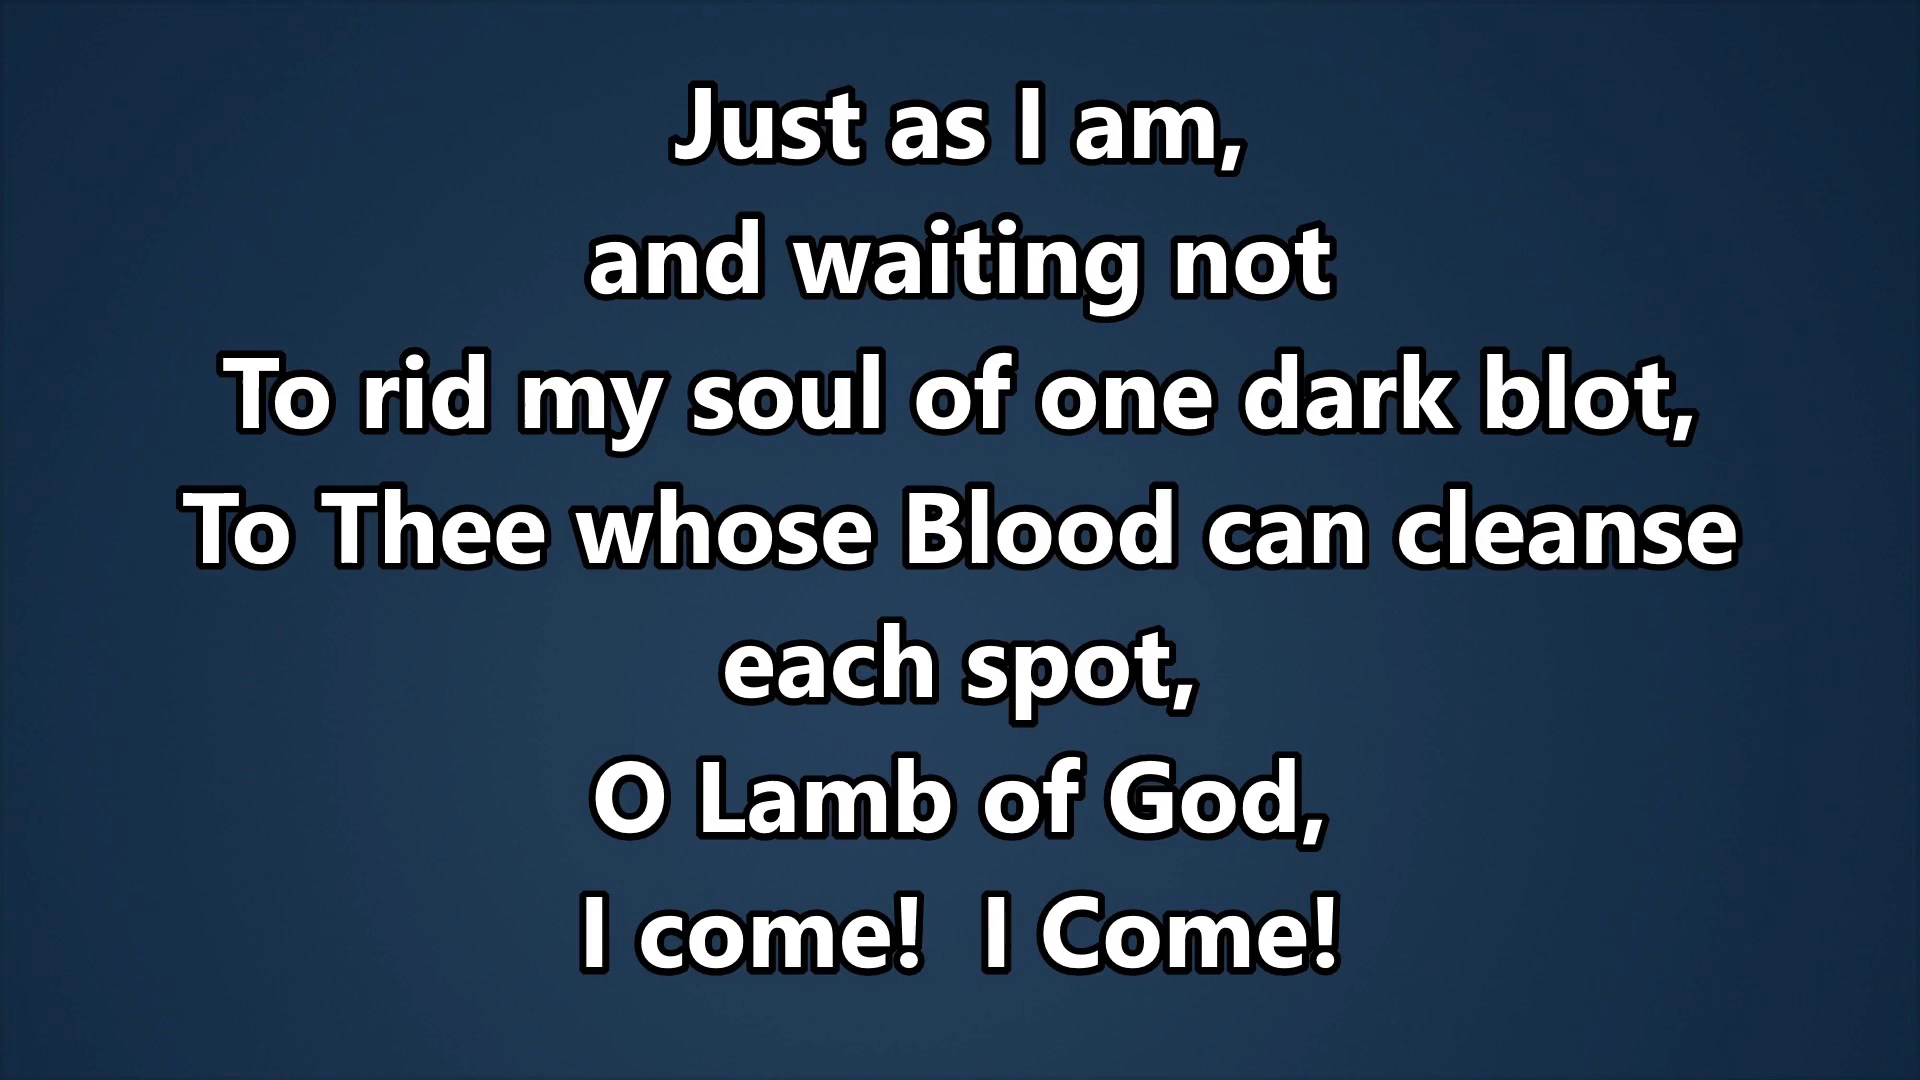 Just as I am,
and waiting not
To rid my soul of one dark blot,
To Thee whose Blood can cleanse
each spot,
O Lamb of God,
I come!  I Come!